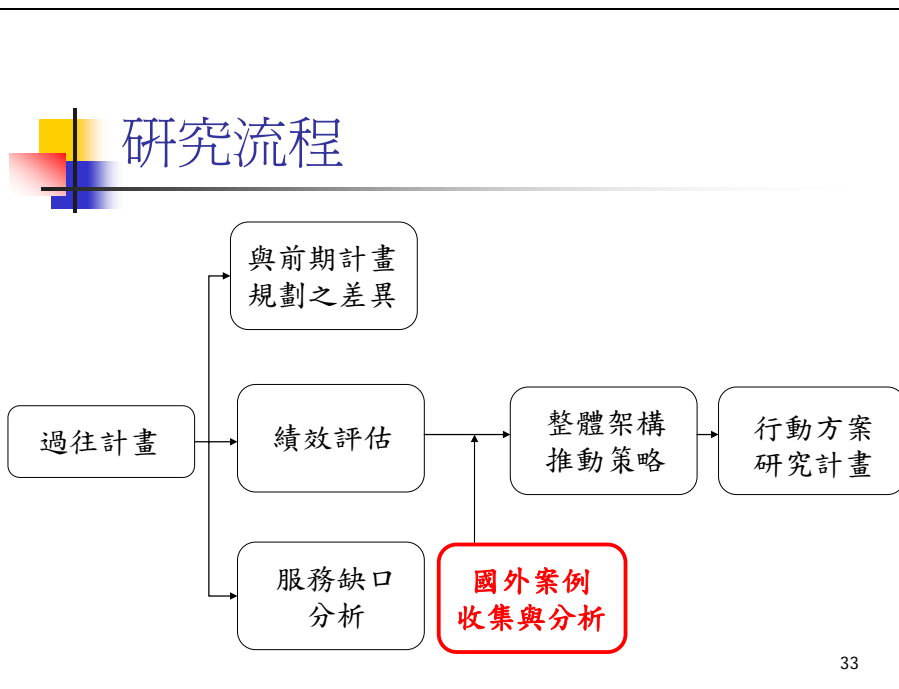 研究流程
與前期計畫
規劃之差異
過往計畫
績效評估
整體架構
推動策略
行動方案
研究計畫
服務缺口
分析
國外案例
收集與分析
33